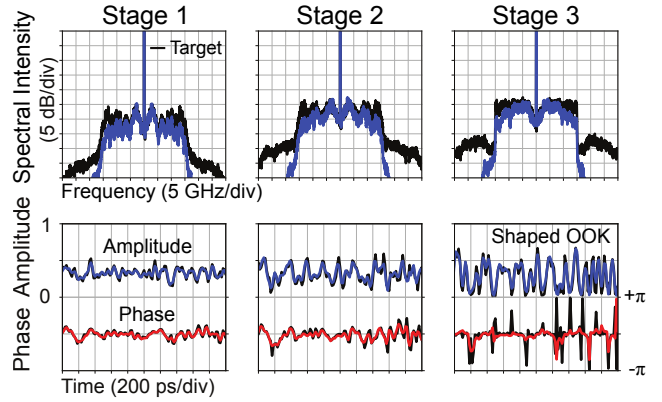 Stage 1
Stage 2
Stage 3
Spectral Intensity
(5 dB/div)
Target
Frequency (5 GHz/div)
Phase Amplitude
1
0
Amplitude
Phase
Shaped OOK
+π
-π
Time (200 ps/div)